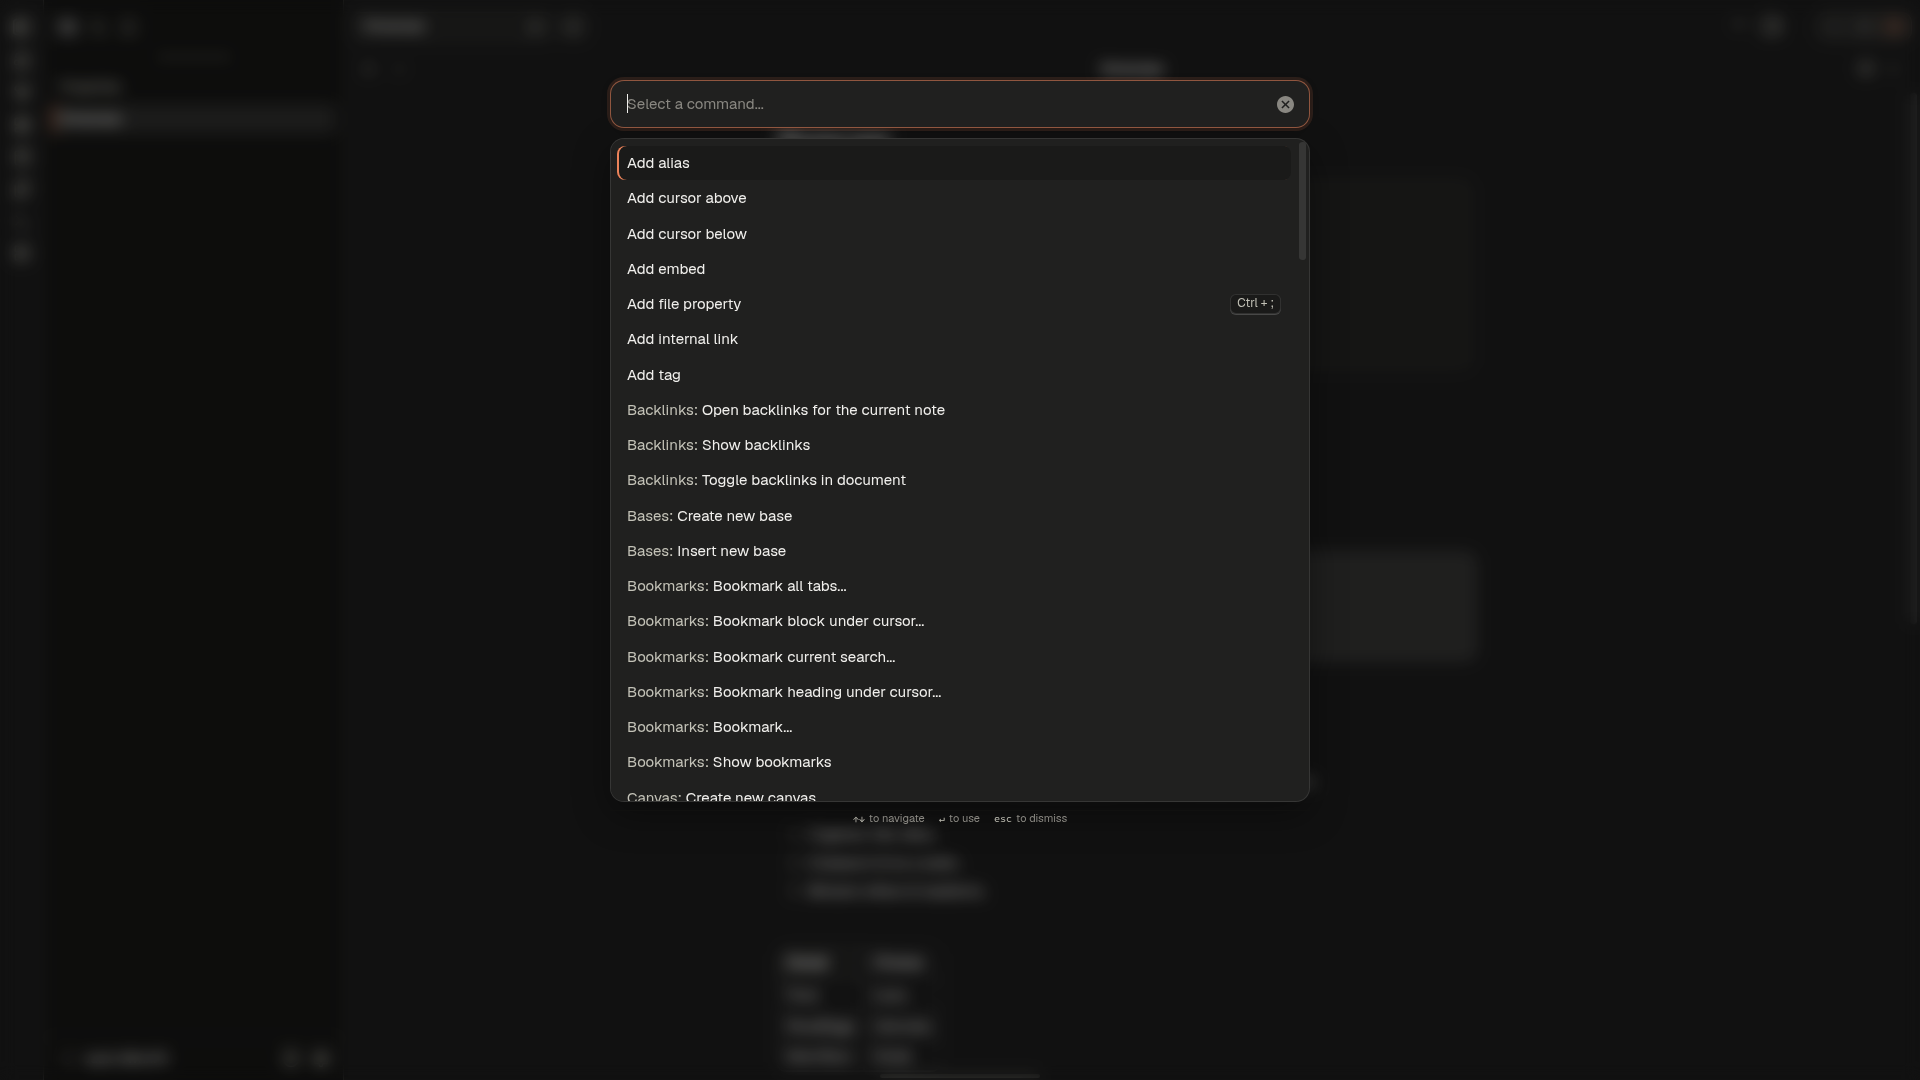 Select a command...
Add alias
Add cursor above
Add cursor below
Add embed
Add file property Ctrl + ;
Add internal link
Add tag
Backlinks: Open backlinks for the current note
Backlinks: Show backlinks
Backlinks: Toggle backlinks in document
Bases: Create new base
Bases: Insert new base
Bookmarks: Bookmark all tabs...
Bookmarks: Bookmark block under cursor...
Bookmarks: Bookmark current search...
Bookmarks: Bookmark heading under cursor...
Bookmarks: Bookmark...
Bookmarks: Show bookmarks
Canvas: Create new canvas
↑↓ to navigate ↵ to use esc to dismiss